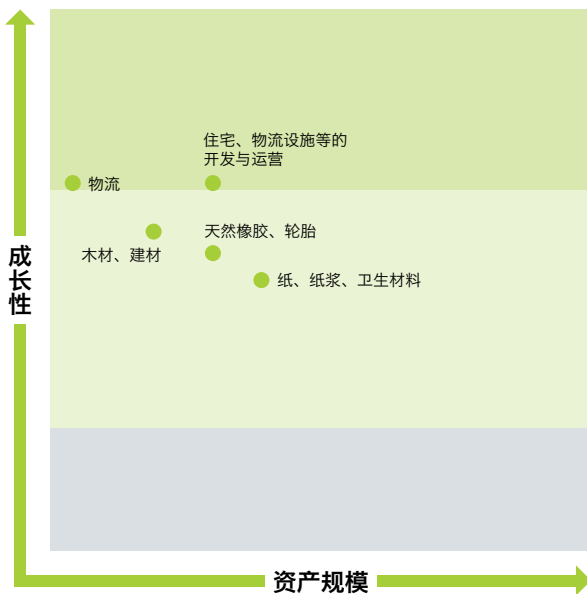 住宅、物流设施等的
开发与运营
物流
天然橡胶、轮胎
木材、建材
纸、纸浆、卫生材料
成长性
资产规模